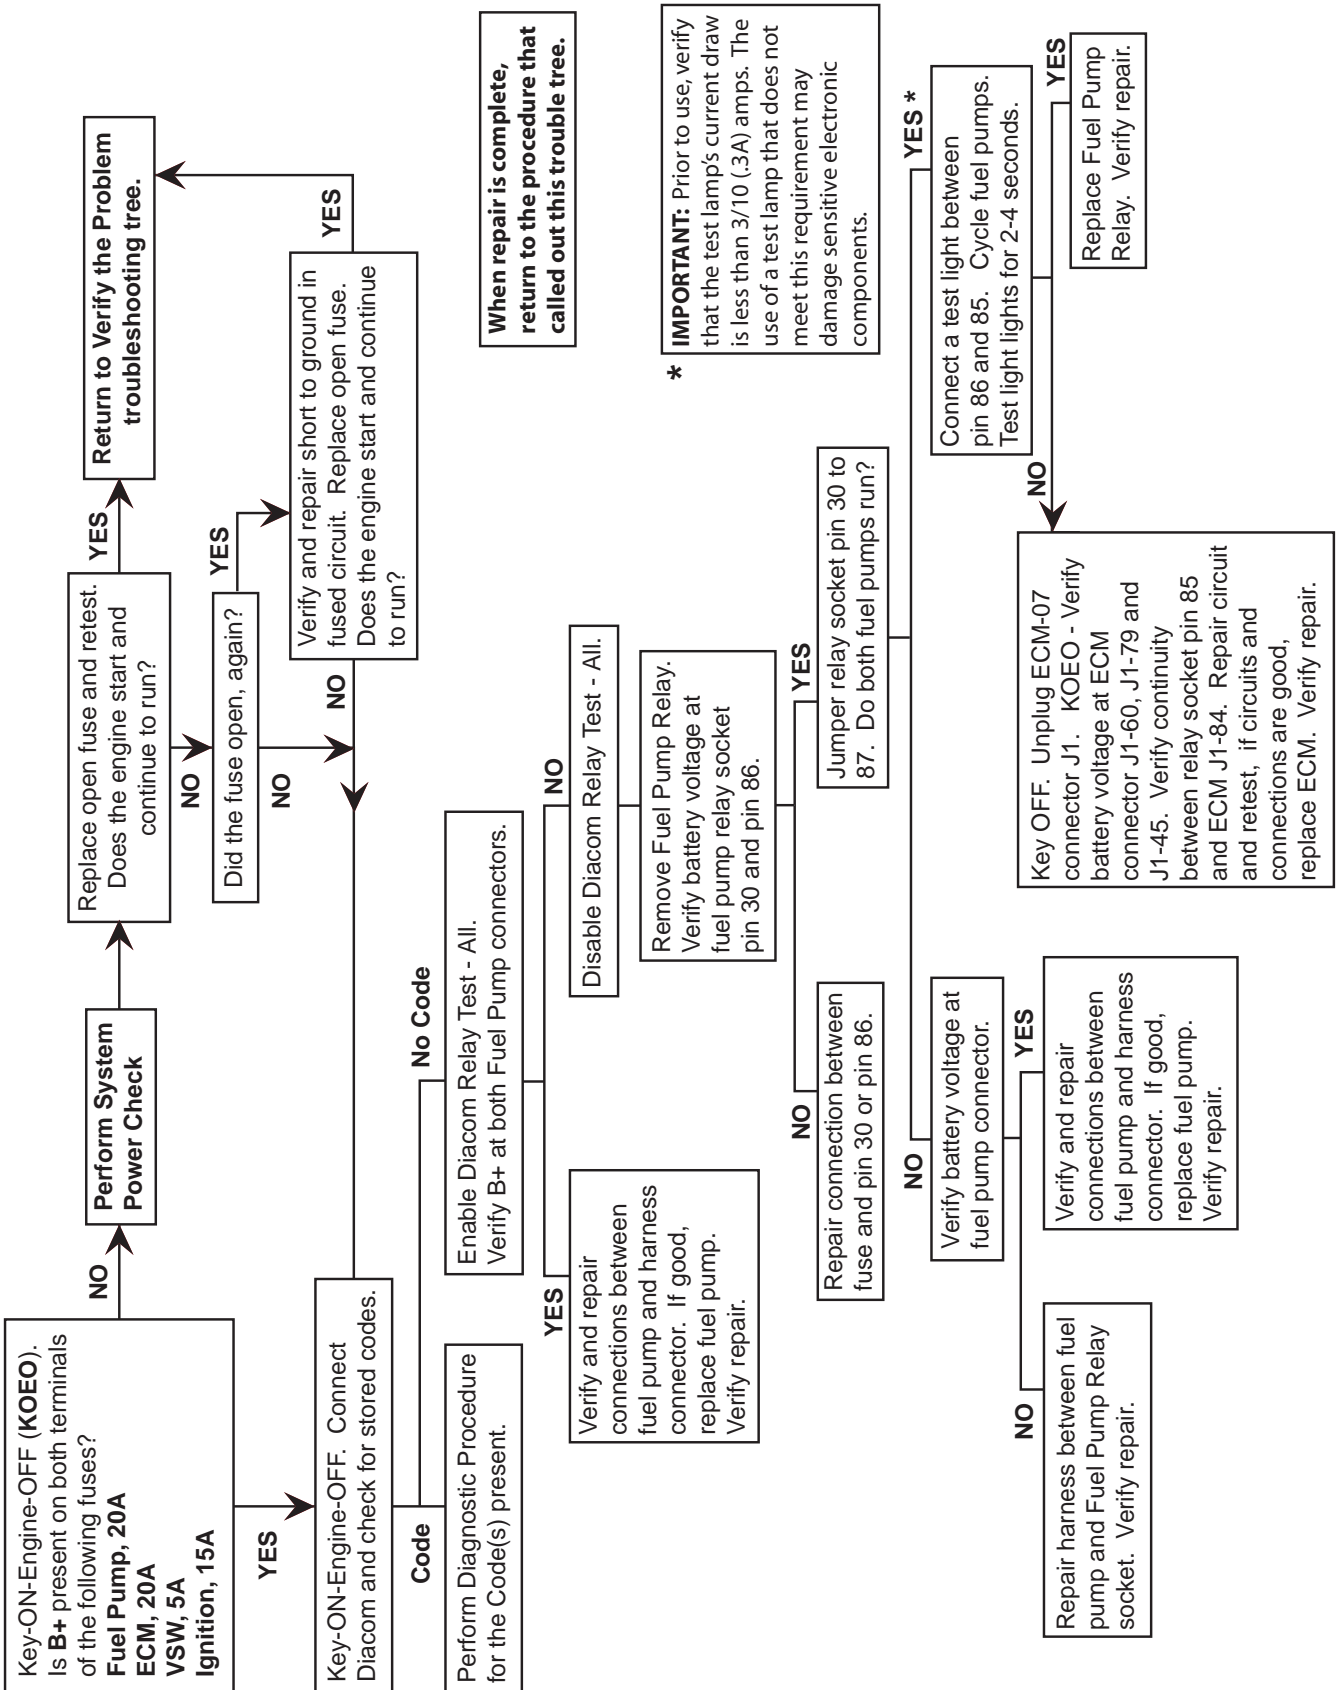 Key-ON-Engine-OFF (KOEO).
Is B+ present on both terminals
of the following fuses?
Fuel Pump, 20A
ECM, 20A
VSW, 5A
Ignition, 15A
NO
Perform System
Power Check
Replace open fuse and retest.
Does the engine start and
continue to run?
YES
Return to Verify the Problem
troubleshooting tree.
NO
Did the fuse open, again?
YES
NO
Verify and repair short to ground in
fused circuit. Replace open fuse.
Does the engine start and continue
to run?
YES
NO
YES
Key-ON-Engine-OFF. Connect
Diacom and check for stored codes.
Code
No Code
Perform Diagnostic Procedure
for the Code(s) present.
Enable Diacom Relay Test - All.
Verify B+ at both Fuel Pump connectors.
When repair is complete,
return to the procedure that
called out this trouble tree.
YES
NO
Verify and repair
connections between
fuel pump and harness
connector. If good,
replace fuel pump.
Verify repair.
Disable Diacom Relay Test - All.
Remove Fuel Pump Relay.
Verify battery voltage at
fuel pump relay socket
pin 30 and pin 86.
* IMPORTANT: Prior to use, verify
that the test lamp's current draw
is less than 3/10 (.3A) amps. The
use of a test lamp that does not
meet this requirement may
damage sensitive electronic
components.
NO
YES
Repair connection between
fuse and pin 30 or pin 86.
Jumper relay socket pin 30 to
87. Do both fuel pumps run?
NO
YES *
Verify battery voltage at
fuel pump connector.
Connect a test light between
pin 86 and 85. Cycle fuel pumps.
Test light lights for 2-4 seconds.
NO
YES
NO
YES
Repair harness between fuel
pump and Fuel Pump Relay
socket. Verify repair.
Verify and repair
connections between
fuel pump and harness
connector. If good,
replace fuel pump.
Verify repair.
Key OFF. Unplug ECM-07
connector J1. KOEO - Verify
battery voltage at ECM
connector J1-60, J1-79 and
J1-45. Verify continuity
between relay socket pin 85
and ECM J1-84. Repair circuit
and retest, if circuits and
connections are good,
replace ECM. Verify repair.
Replace Fuel Pump
Relay. Verify repair.